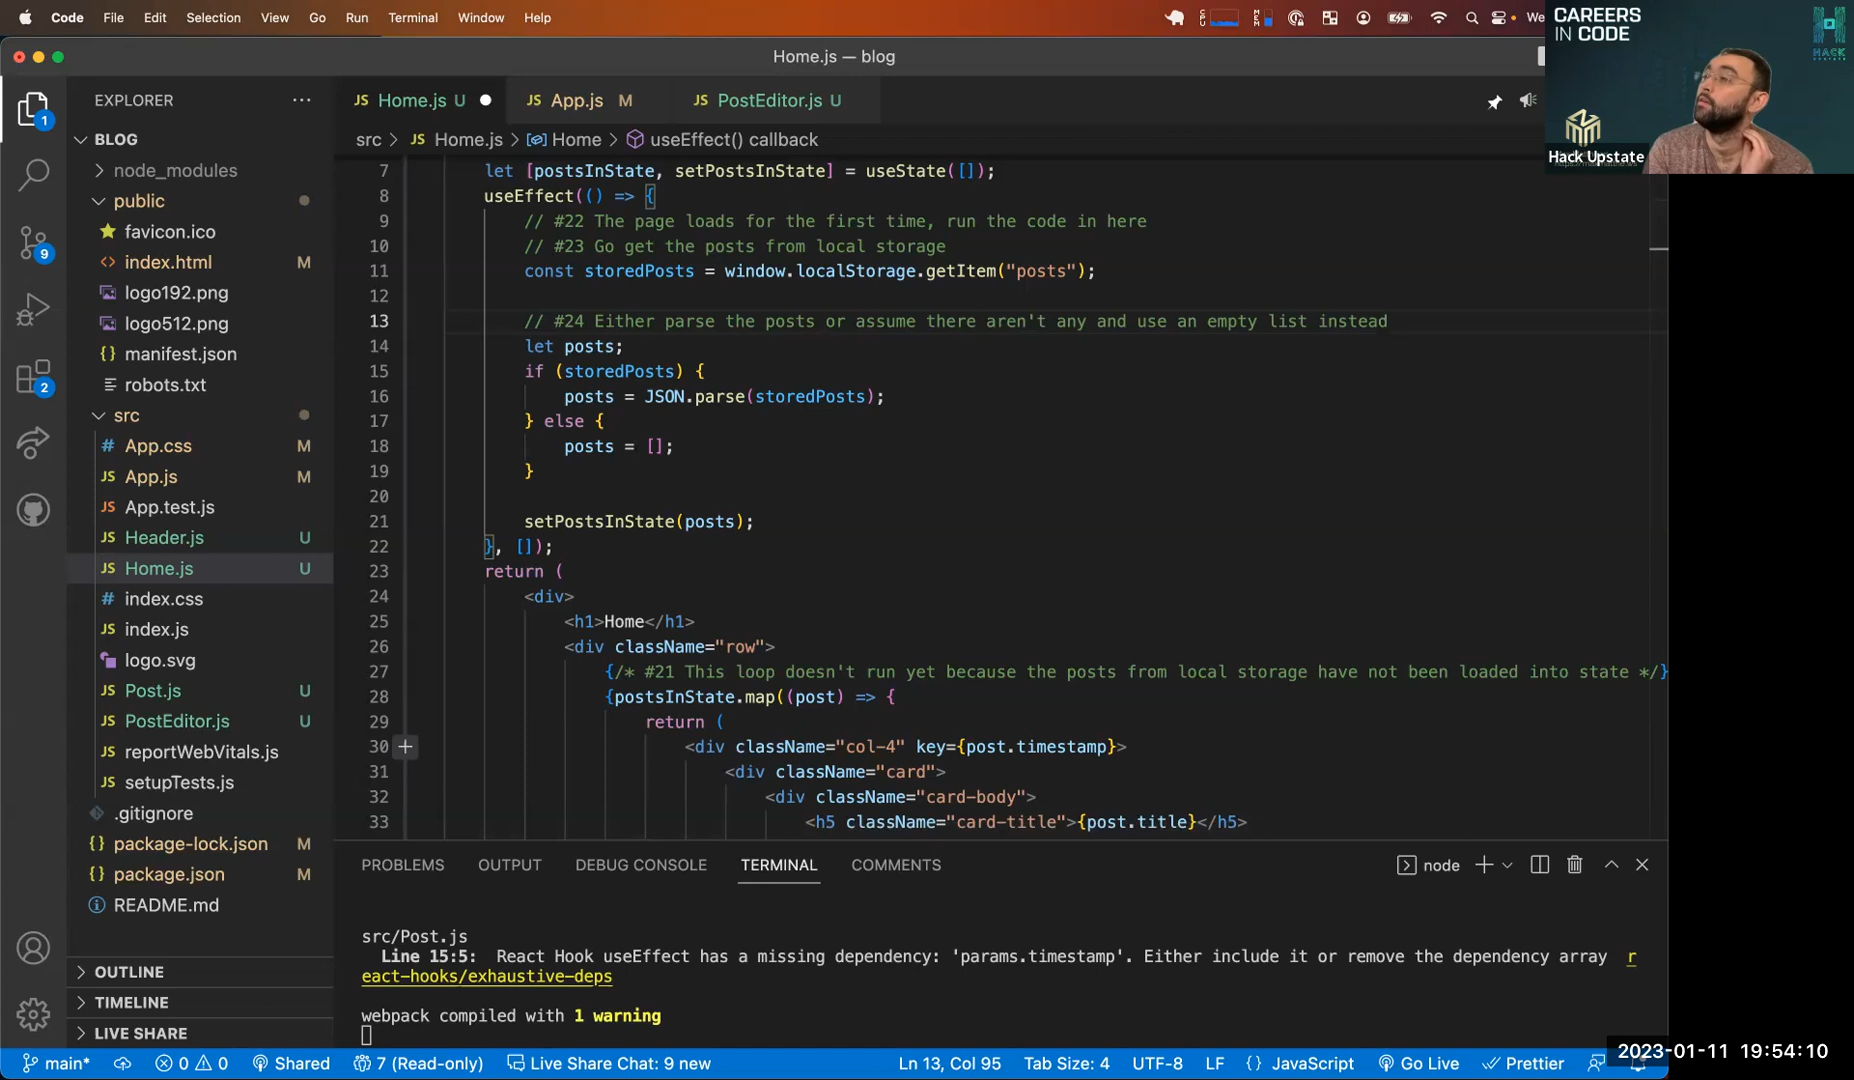 Code File Edit Selection View Go Run Terminal Window Help
Home.js — blog
CAREERS
IN CODE
HACK
UPSTATE
Hack Upstate
EXPLORER
BLOG
node_modules
public
favicon.ico
index.html M
logo192.png
logo512.png
manifest.json
robots.txt
src
App.css M
App.js M
App.test.js
Header.js U
Home.js U
index.css
index.js
logo.svg
Post.js U
PostEditor.js U
reportWebVitals.js
setupTests.js
.gitignore
package-lock.json M
package.json M
README.md
OUTLINE
TIMELINE
LIVE SHARE
1
9
2
JS Home.js U JS App.js M JS PostEditor.js U
src > JS Home.js > Home > useEffect() callback
7 let [postsInState, setPostsInState] = useState([]);
8 useEffect(() => {
9 // #22 The page loads for the first time, run the code in here
10 // #23 Go get the posts from local storage
11 const storedPosts = window.localStorage.getItem("posts");
12
13 // #24 Either parse the posts or assume there aren't any and use an empty list instead
14 let posts;
15 if (storedPosts) {
16 posts = JSON.parse(storedPosts);
17 } else {
18 posts = [];
19 }
20
21 setPostsInState(posts);
22 }, []);
23 return (
24 <div>
25 <h1>Home</h1>
26 <div className="row">
27 {/* #21 This loop doesn't run yet because the posts from local storage have not been loaded into state */}
28 {postsInState.map((post) => {
29 return (
30 <div className="col-4" key={post.timestamp}>
31 <div className="card">
32 <div className="card-body">
33 <h5 className="card-title">{post.title}</h5>
PROBLEMS OUTPUT DEBUG CONSOLE TERMINAL COMMENTS node
src/Post.js
Line 15:5: React Hook useEffect has a missing dependency: 'params.timestamp'. Either include it or remove the dependency array r
eact-hooks/exhaustive-deps
webpack compiled with 1 warning
main* 0 0 Shared 7 (Read-only) Live Share Chat: 9 new Ln 13, Col 95 Tab Size: 4 UTF-8 LF {} JavaScript Go Live Prettier
2023-01-11 19:54:10